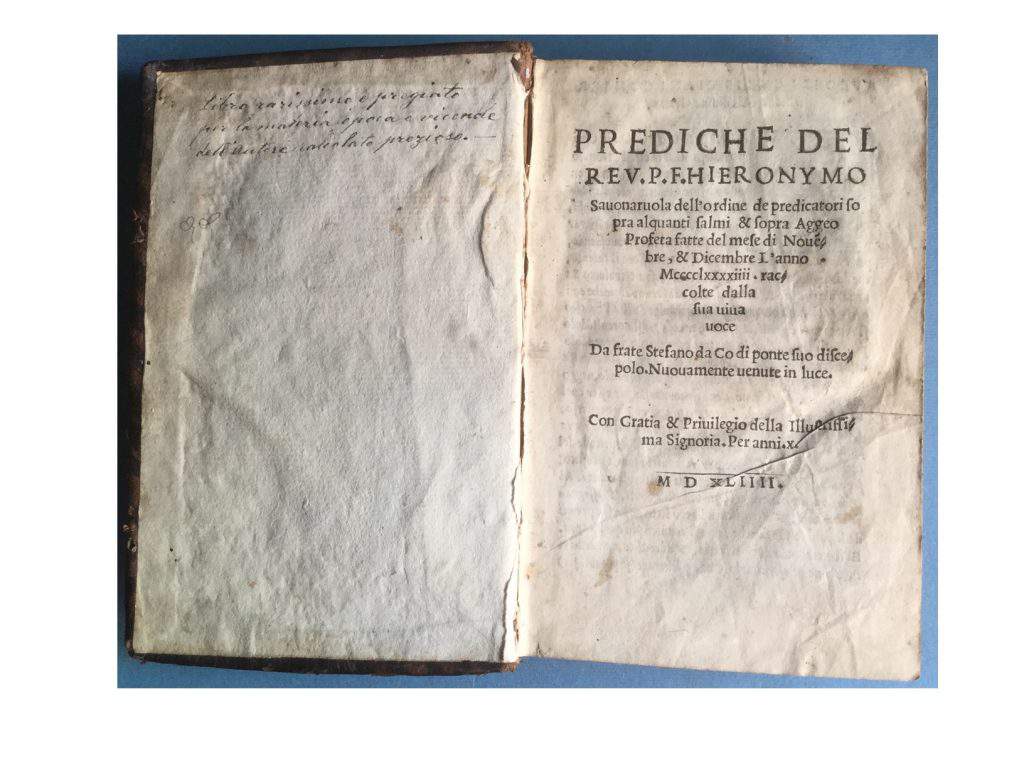 Libro rarissimo e pregiato
per la materia epoca e vicende
dell'autore prezioso. —
PREDICHE DEL
REV. P. F. HIERONYMO
Sauonaruola dell'ordine de predicatori so
pra alquanti salmi & sopra Aggeo
Profeta fatte del mese di Nouẽ/
bre, & Dicembre L'anno
Mcccclxxxxiiii. rac/
colte dalla
sua uiua
uoce
Da frate Stefano da Co di ponte suo disce/
polo. Nuouamente uenute in luce.
Con Gratia & Priuilegio della Illustrissi/
ma Signoria. Per anni.x.
M D XLIIII.